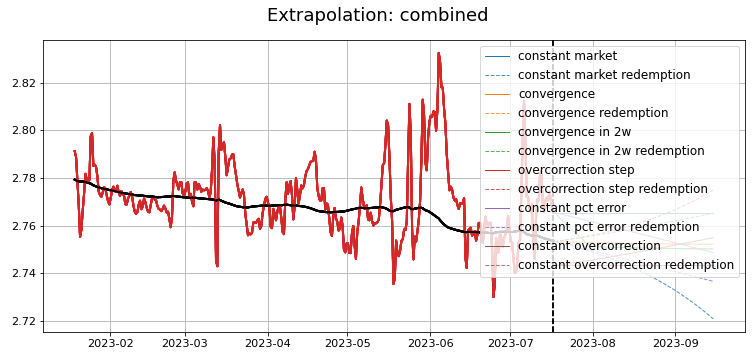 Extrapolation: combined
2.82
2.80
2.78
2.76
2.74
2.72
constant market
constant market redemption
convergence
convergence redemption
convergence in 2w
convergence in 2w redemption
overcorrection step
overcorrection step redemption
constant pct error
constant pct error redemption
constant overcorrection
constant overcorrection redemption
2023-02
2023-03
2023-04
2023-05
2023-06
2023-07
2023-08
2023-09